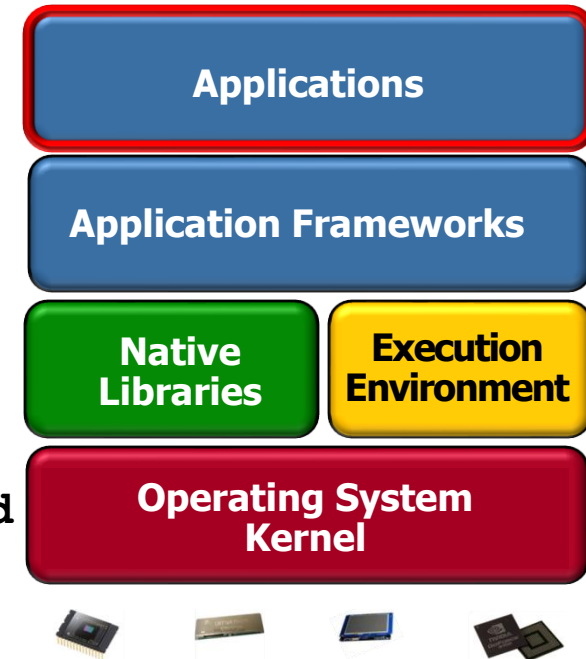 Applications
Application Frameworks
Native
Libraries
Execution
Environment
d
Operating System
Kernel